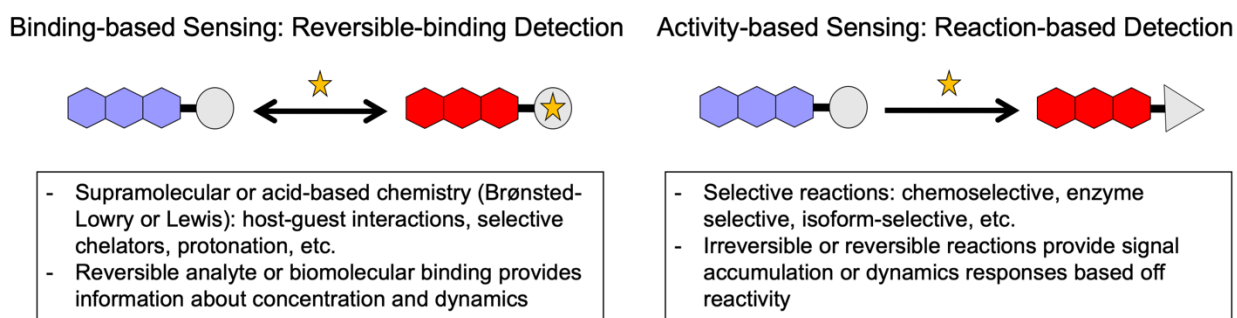 Binding-based Sensing: Reversible-binding Detection
- Supramolecular or acid-based chemistry (Brønsted-
Lowry or Lewis): host-guest interactions, selective
chelators, protonation, etc.
- Reversible analyte or biomolecular binding provides
information about concentration and dynamics
Activity-based Sensing: Reaction-based Detection
- Selective reactions: chemoselective, enzyme
selective, isoform-selective, etc.
- Irreversible or reversible reactions provide signal
accumulation or dynamics responses based off
reactivity